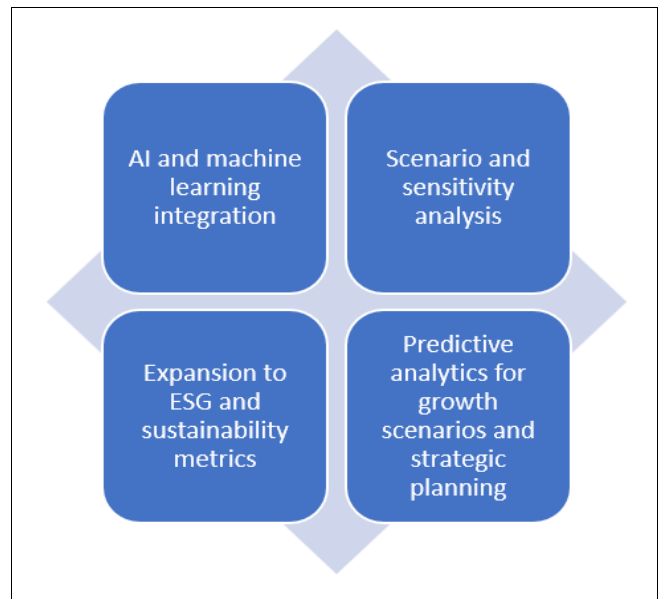 AI and machine
learning
integration
Scenario and
sensitivity
analysis
Expansion to
ESG and
sustainability
metrics
Predictive
analytics for
growth
scenarios and
strategic
planning